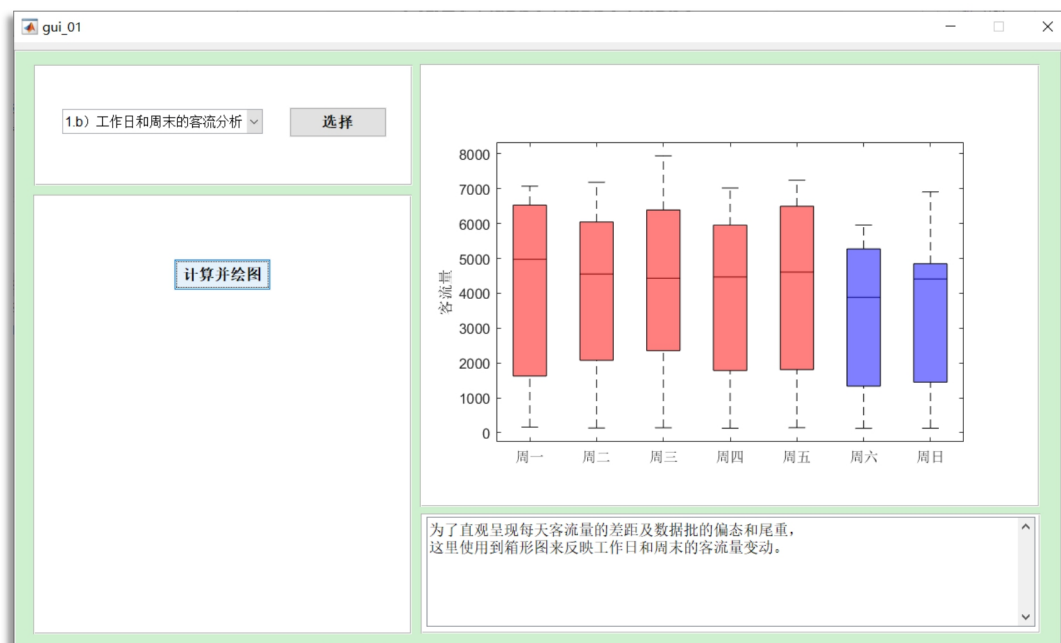 gui_01
1.b）工作日和周末的客流分析
选择
计算并绘图
8000
7000
6000
5000
4000
3000
2000
1000
0
客流量
周一 周二 周三 周四 周五 周六 周日
为了直观呈现每天客流量的差距及数据批的偏态和尾重，
这里使用到箱形图来反映工作日和周末的客流量变动。